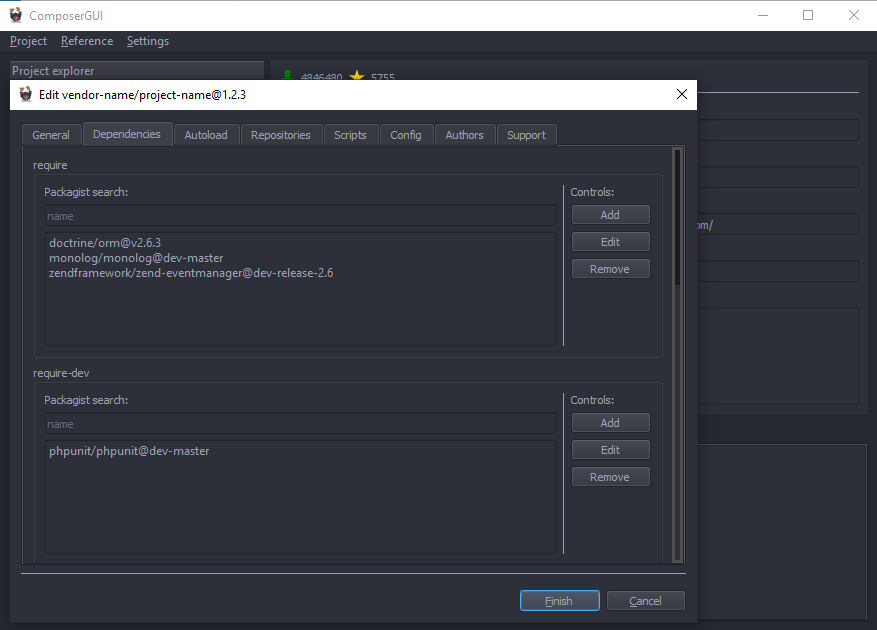 ComposerGUI
Project Reference Settings
Project explorer
4846480 5755
Edit vendor-name/project-name@1.2.3
General Dependencies Autoload Repositories Scripts Config Authors Support
require
Packagist search:
name
doctrine/orm@v2.6.3
monolog/monolog@dev-master
zendframework/zend-eventmanager@dev-release-2.6
Controls:
Add
Edit
Remove
om/
require-dev
Packagist search:
name
phpunit/phpunit@dev-master
Controls:
Add
Edit
Remove
Finish Cancel